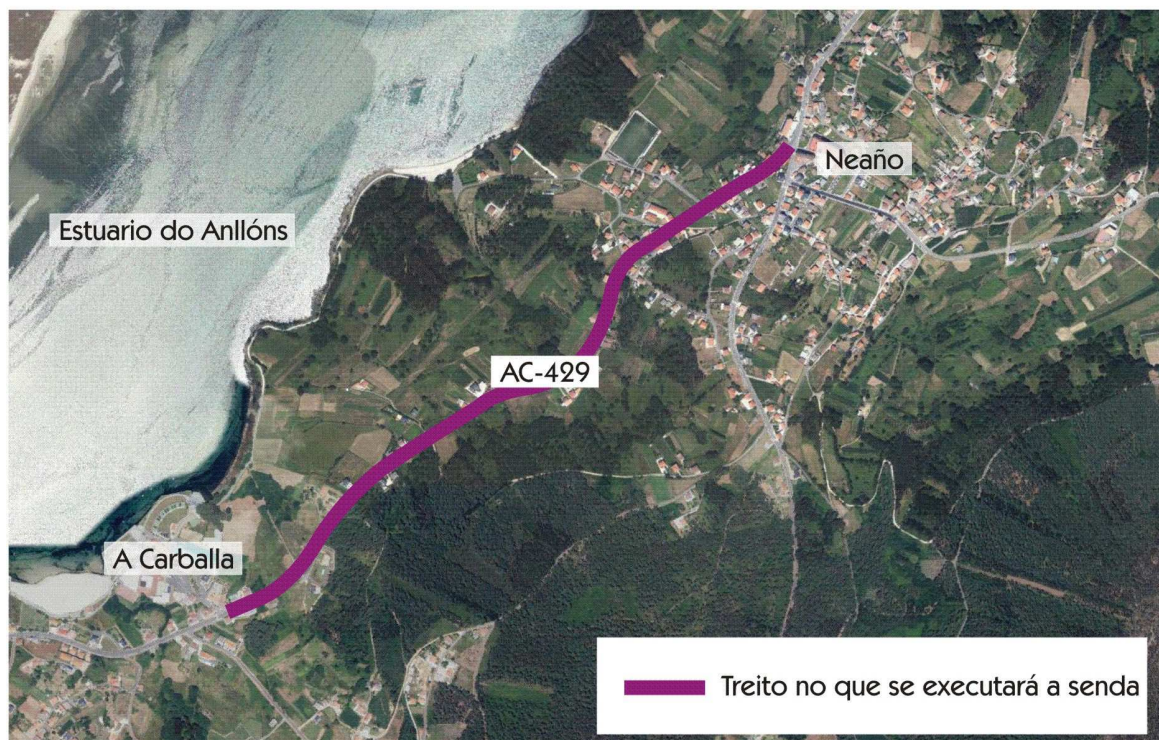 Neaño
Estuario do Anllóns
AC-429
A Carballa
Treito no que se executará a senda